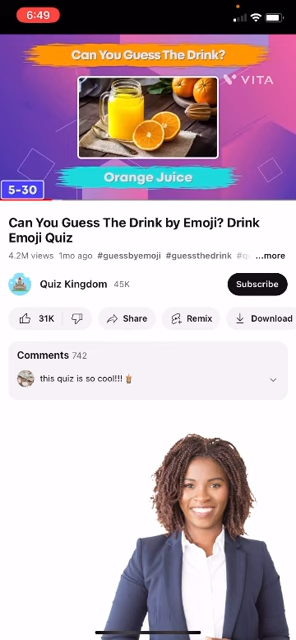 6:49
Can You Guess The Drink?
VITA
Orange Juice
5-30
Can You Guess The Drink by Emoji? Drink
Emoji Quiz
4.2M views 1mo ago #guessbyemoji #guessthedrink #q ...more
Quiz Kingdom 45K
Subscribe
31K
Share
Remix
Download
Comments 742
this quiz is so cool!!!🧋